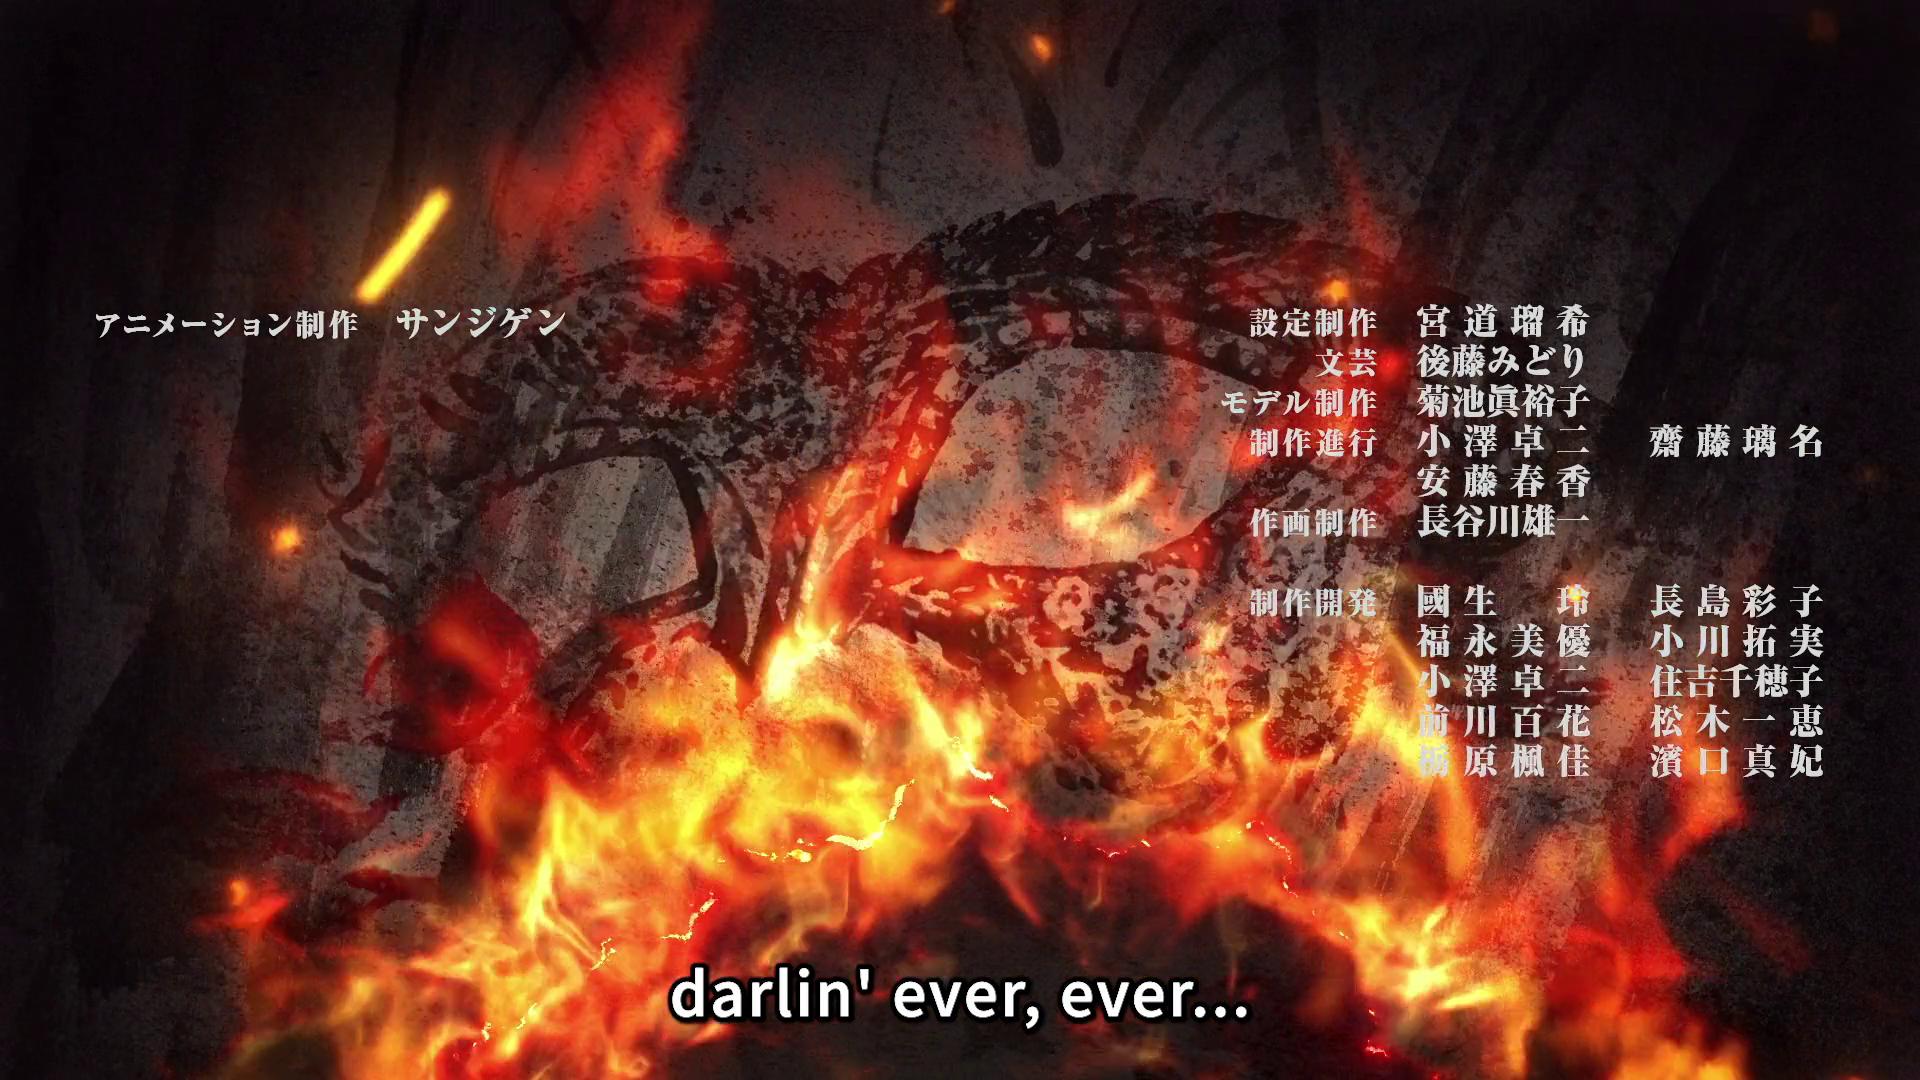 アニメーション制作 サンジゲン
設定制作 宮道瑠希
文芸 後藤みどり
モデル制作 菊池眞裕子
制作進行 小澤卓二 齋藤璃名
安藤春香
作画制作 長谷川雄一
制作開発 國生 玲 長島彩子
福永美優 小川拓実
小澤卓二 住吉千穂子
前川百花 松木一恵
栃原楓佳 濱口真妃
darlin' ever, ever...